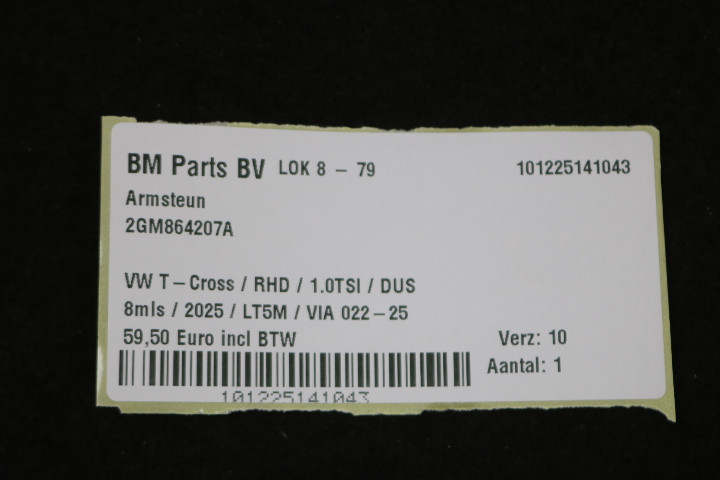 BM Parts BV LOK 8 - 79 101225141043
Armsteun
2GM864207A
VW T-Cross / RHD / 1.0TSI / DUS
8mls / 2025 / LT5M / VIA 022-25
59,50 Euro incl BTW Verz: 10
Aantal: 1
101225141043